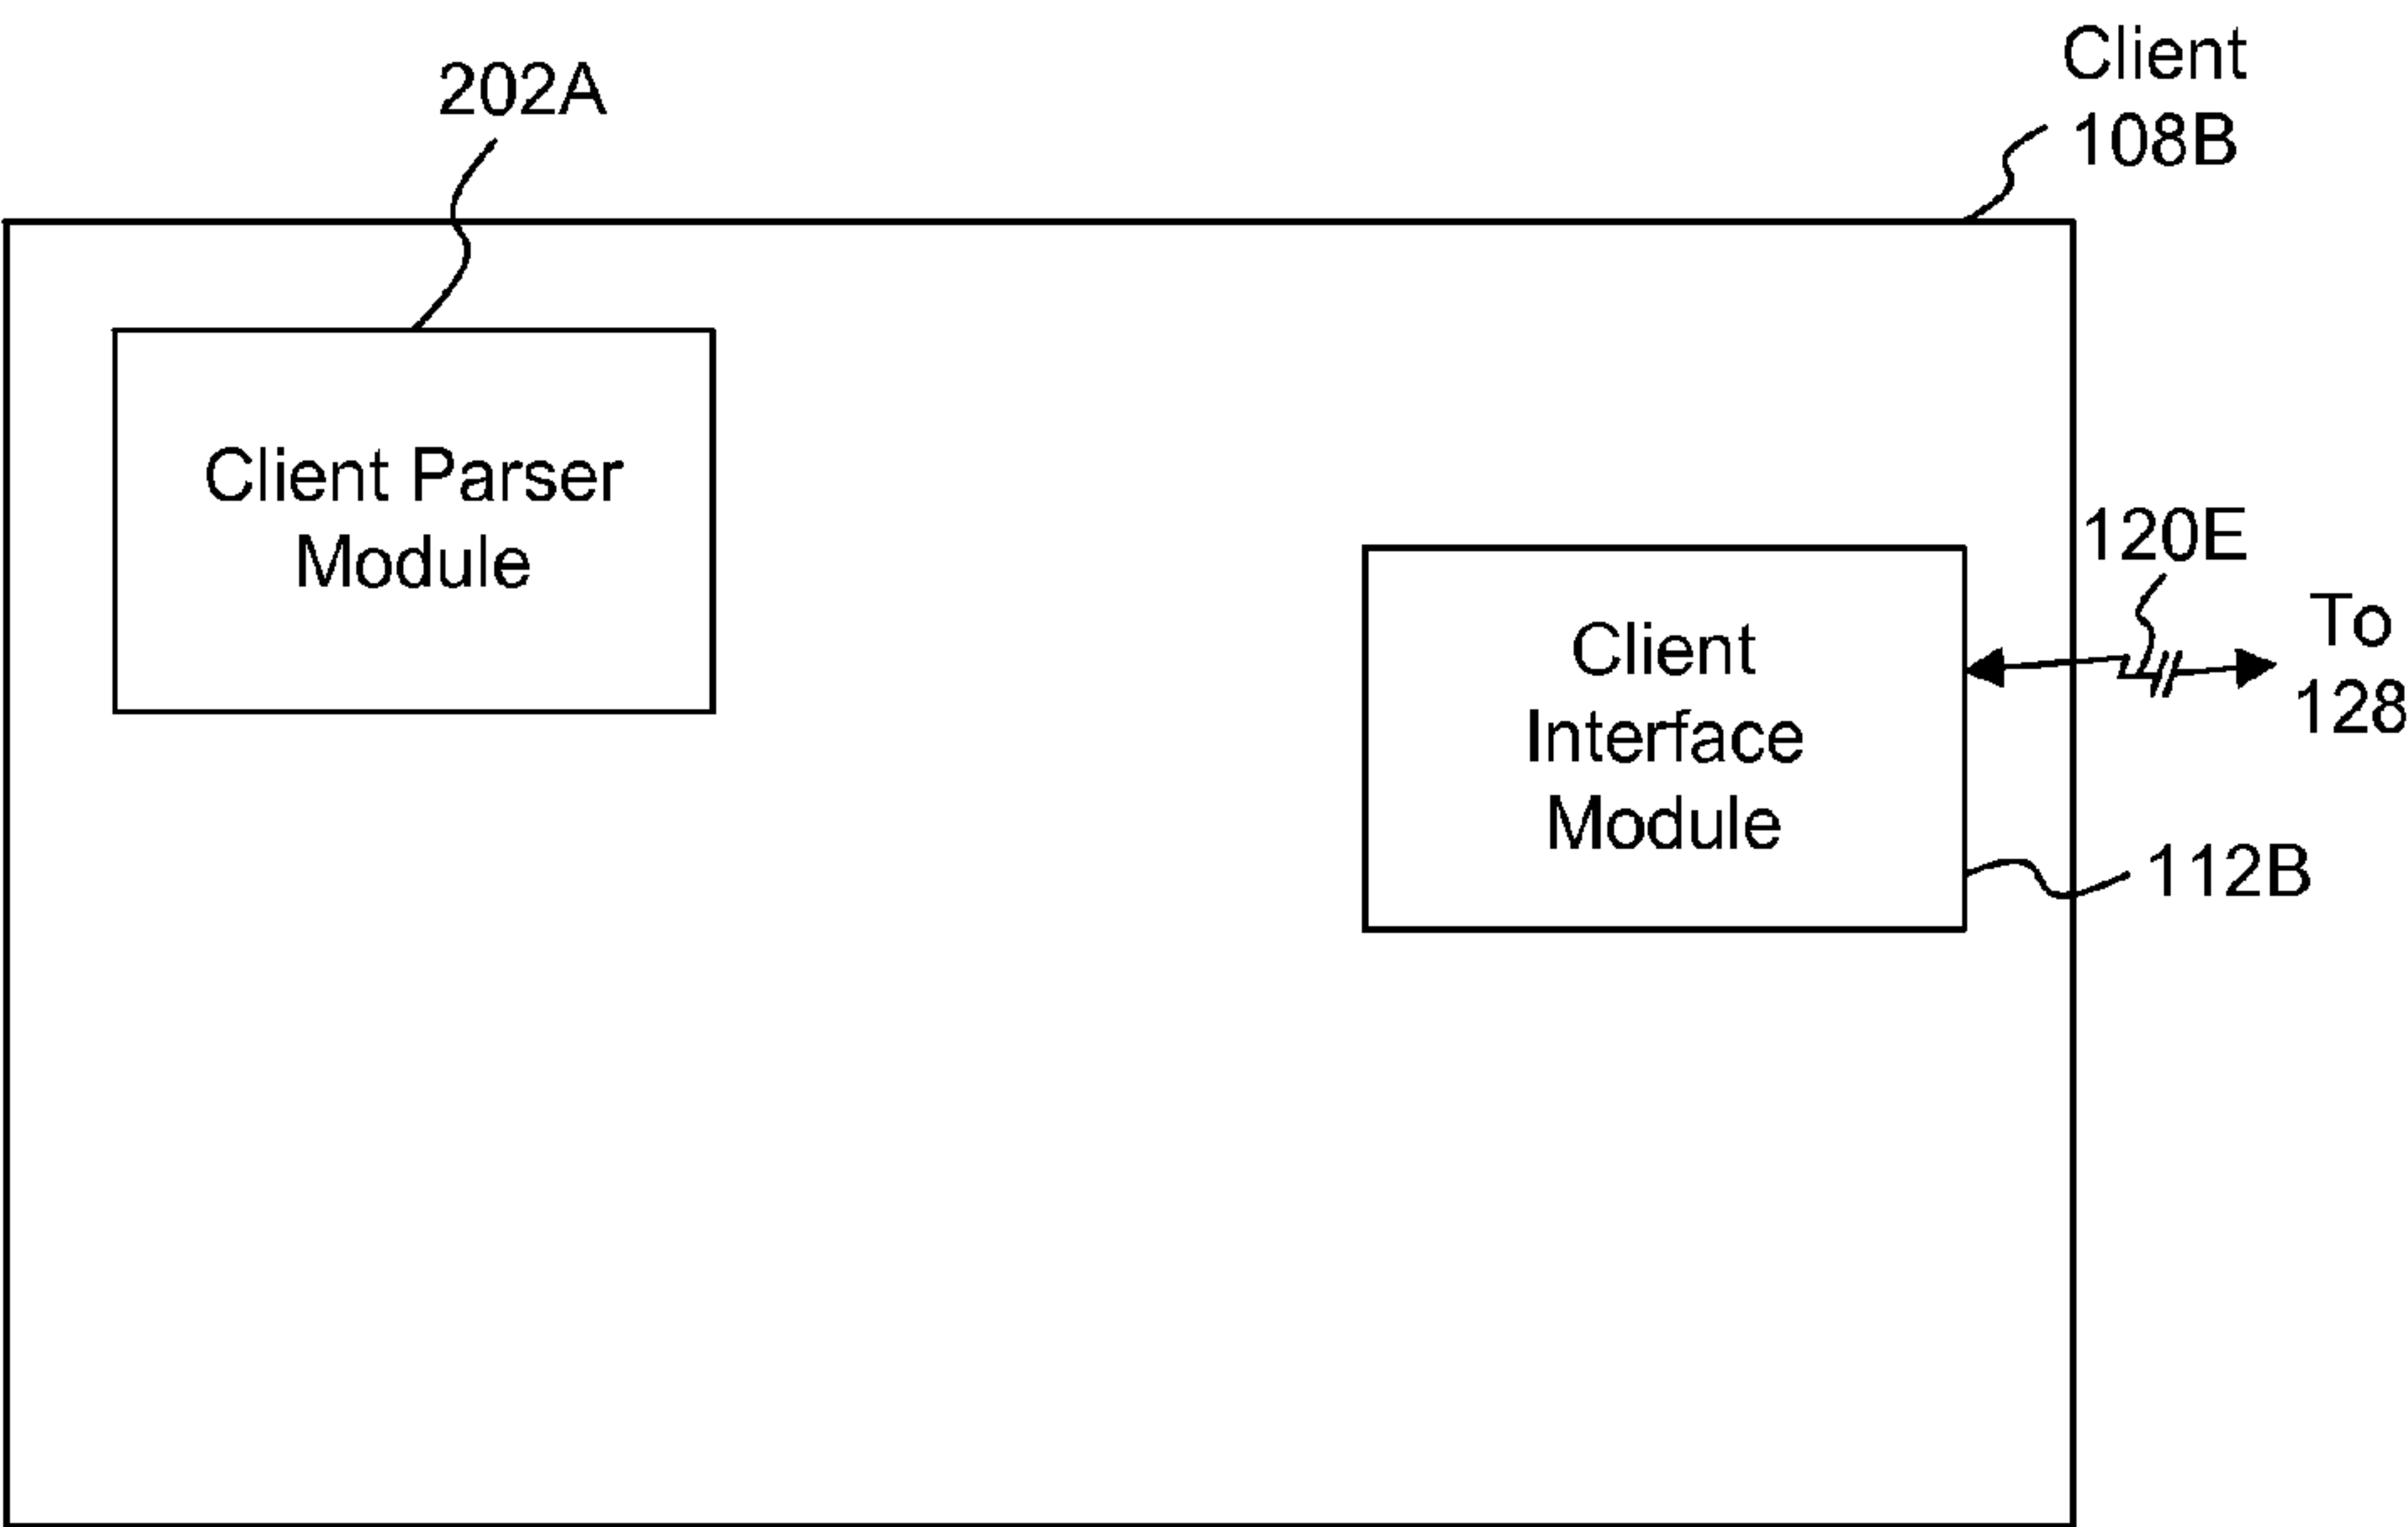 Client
108B
202A
Client Parser
Module
120E
To
128
Client
Interface
Module
112B